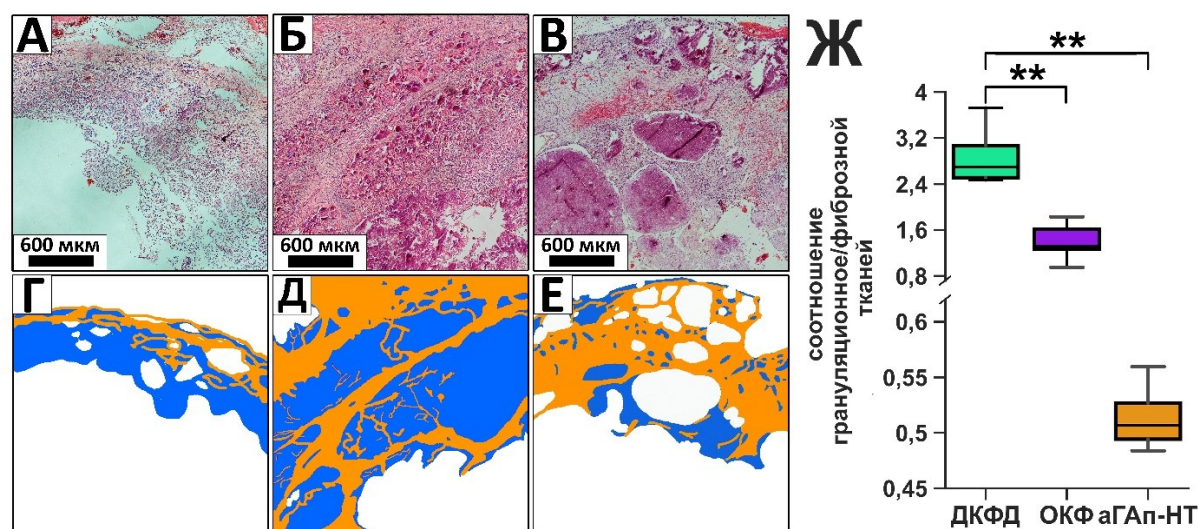 А
Б
В
600 мкм
600 мкм
600 мкм
Г
Д
Е
Ж
**
**
соотношение
грануляционное/фиброзной
тканей
4
3,2
2,4
1,6
0,8
0,6
0,55
0,5
0,45
ДКФД
ОКФ
аГАп-НТ